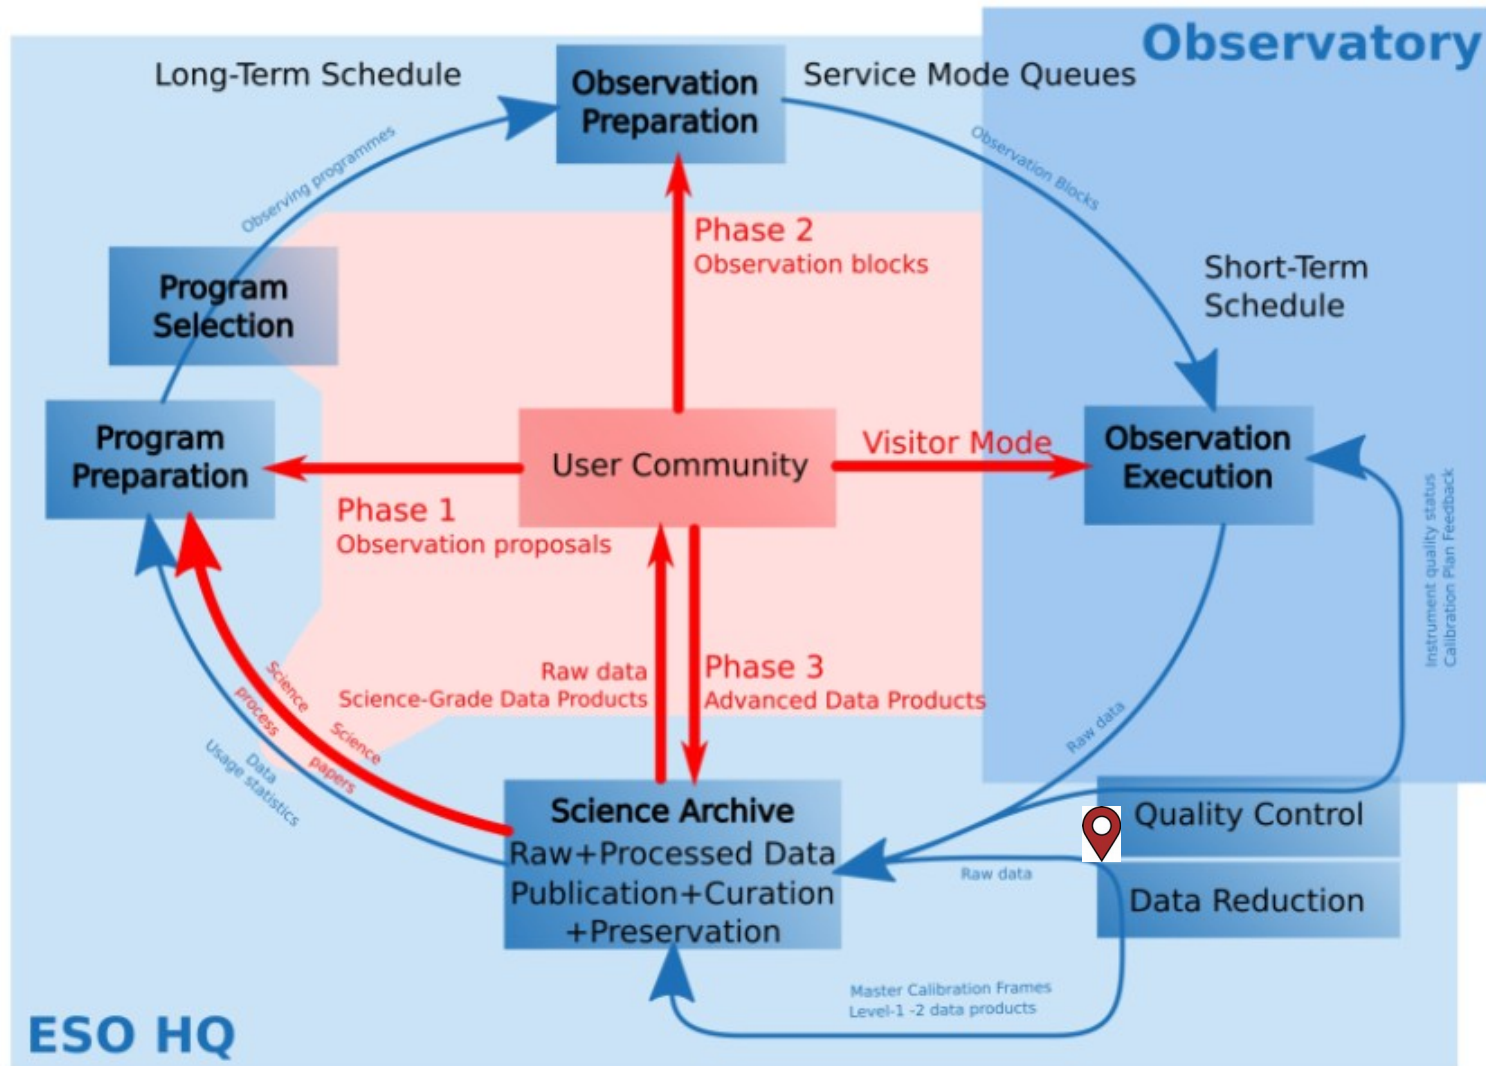 Observatory
Long-Term Schedule
Observation
Preparation
Service Mode Queues
Observing programmes
Observation Blocks
Phase 2
Observation blocks
Short-Term
Schedule
Program
Selection
Program
Preparation
User Community
Visitor Mode
Observation
Execution
Phase 1
Observation proposals
Instrument quality status
Calibration Plan Feedback
Raw data
Science-Grade Data Products
Phase 3
Advanced Data Products
Science
process
Science
papers
Data
Usage statistics
Raw data
Science Archive
Raw+Processed Data
Publication+Curation
+Preservation
Quality Control
Raw data
Data Reduction
Master Calibration Frames
Level-1 -2 data products
ESO HQ